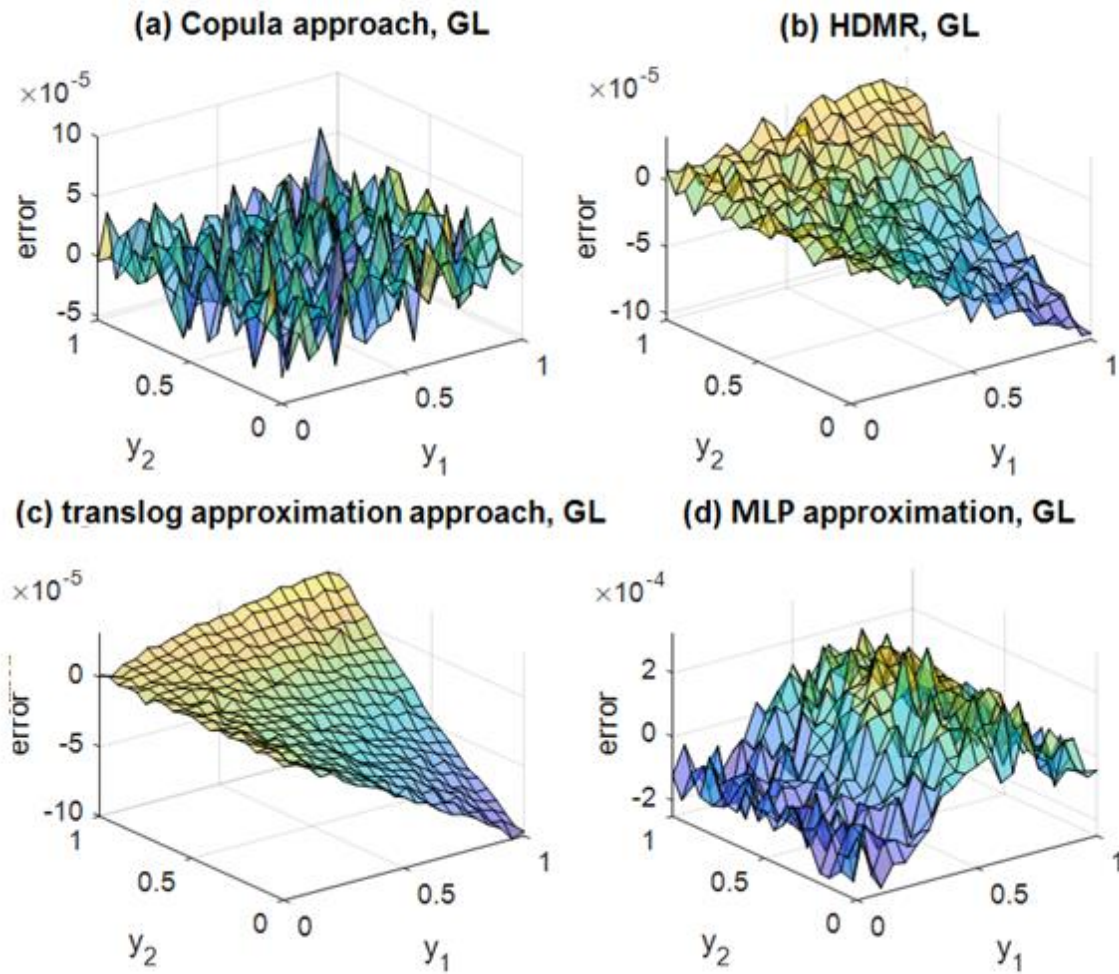 (a) Copula approach, GL
×10⁻⁵
10
5
0
-5
error
1
0.5
0
y₂
0
0.5
1
y₁
(b) HDMR, GL
×10⁻⁵
0
-5
-10
error
1
0.5
0
y₂
0
0.5
1
y₁
(c) translog approximation approach, GL
×10⁻⁵
0
-5
-10
error
1
0.5
0
y₂
0
0.5
1
y₁
(d) MLP approximation, GL
×10⁻⁴
2
0
-2
error
1
0.5
0
y₂
0
0.5
1
y₁